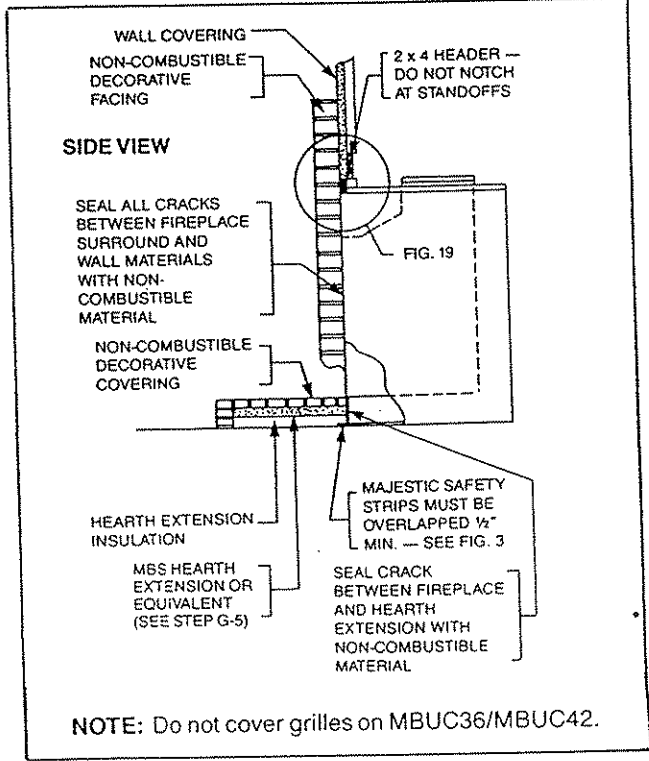 WALL COVERING
NON-COMBUSTIBLE
DECORATIVE
FACING
2 x 4 HEADER —
DO NOT NOTCH
AT STANDOFFS
SIDE VIEW
SEAL ALL CRACKS
BETWEEN FIREPLACE
SURROUND AND
WALL MATERIALS
WITH NON-
COMBUSTIBLE
MATERIAL
FIG. 19
NON-COMBUSTIBLE
DECORATIVE
COVERING
HEARTH EXTENSION
INSULATION
MBS HEARTH
EXTENSION OR
EQUIVALENT
(SEE STEP G-5)
MAJESTIC SAFETY
STRIPS MUST BE
OVERLAPPED ½"
MIN. — SEE FIG. 3
SEAL CRACK
BETWEEN FIREPLACE
AND HEARTH
EXTENSION WITH
NON-COMBUSTIBLE
MATERIAL
NOTE: Do not cover grilles on MBUC36/MBUC42.